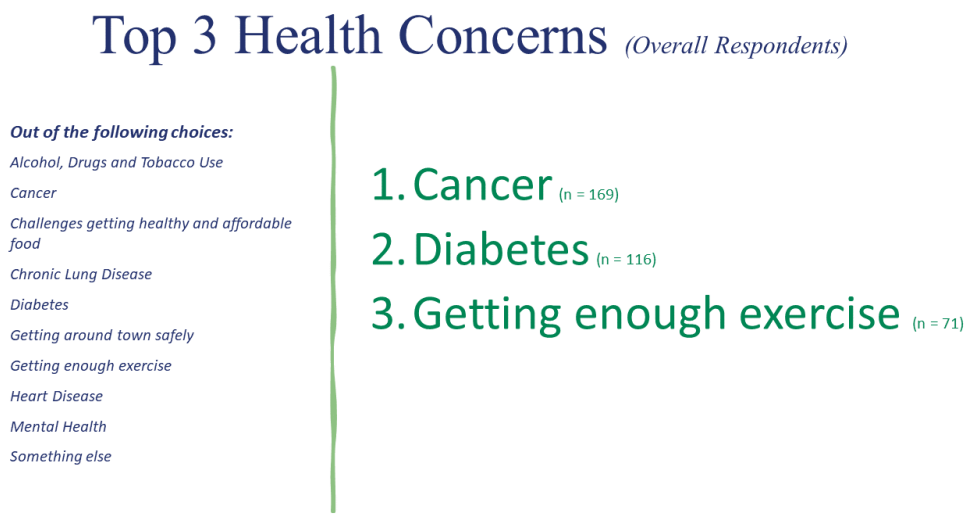 Top 3 Health Concerns (Overall Respondents)
Out of the following choices:
Alcohol, Drugs and Tobacco Use
Cancer
Challenges getting healthy and affordable
food
Chronic Lung Disease
Diabetes
Getting around town safely
Getting enough exercise
Heart Disease
Mental Health
Something else
1. Cancer (n = 169)
2. Diabetes (n = 116)
3. Getting enough exercise (n = 71)